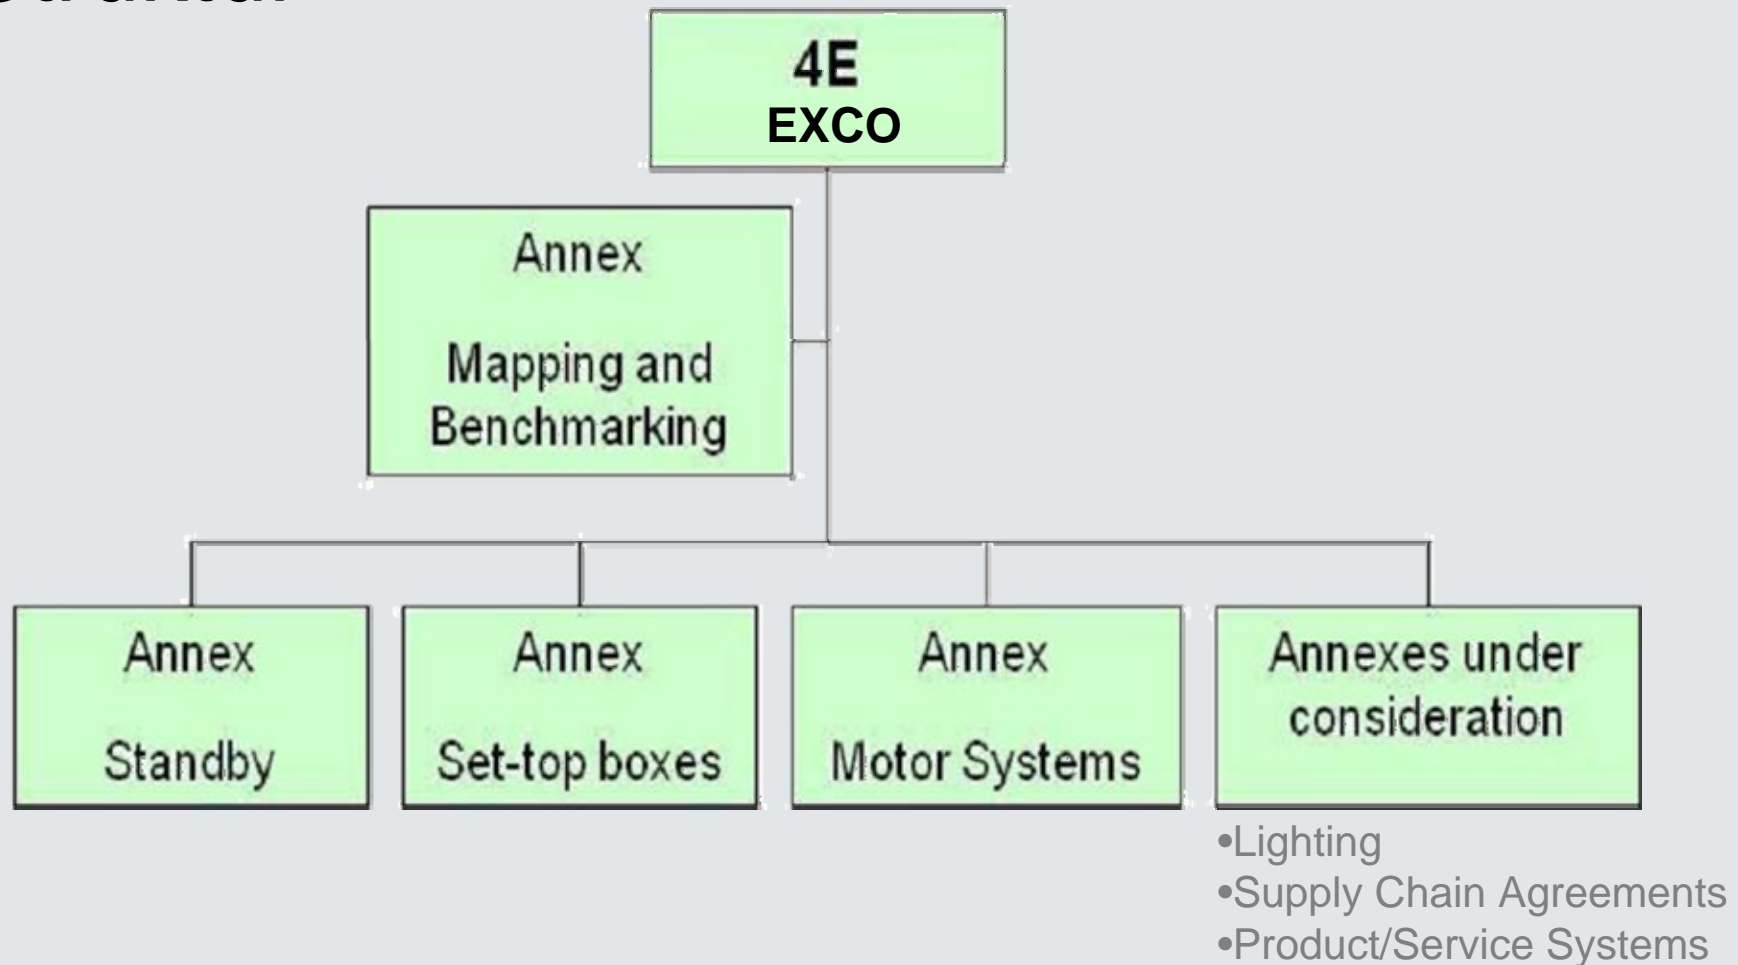 4E
EXCO
Annex
Mapping and
Benchmarking
Annex
Standby
Annex
Set-top boxes
Annex
Motor Systems
Annexes under
consideration
•Lighting
•Supply Chain Agreements
•Product/Service Systems